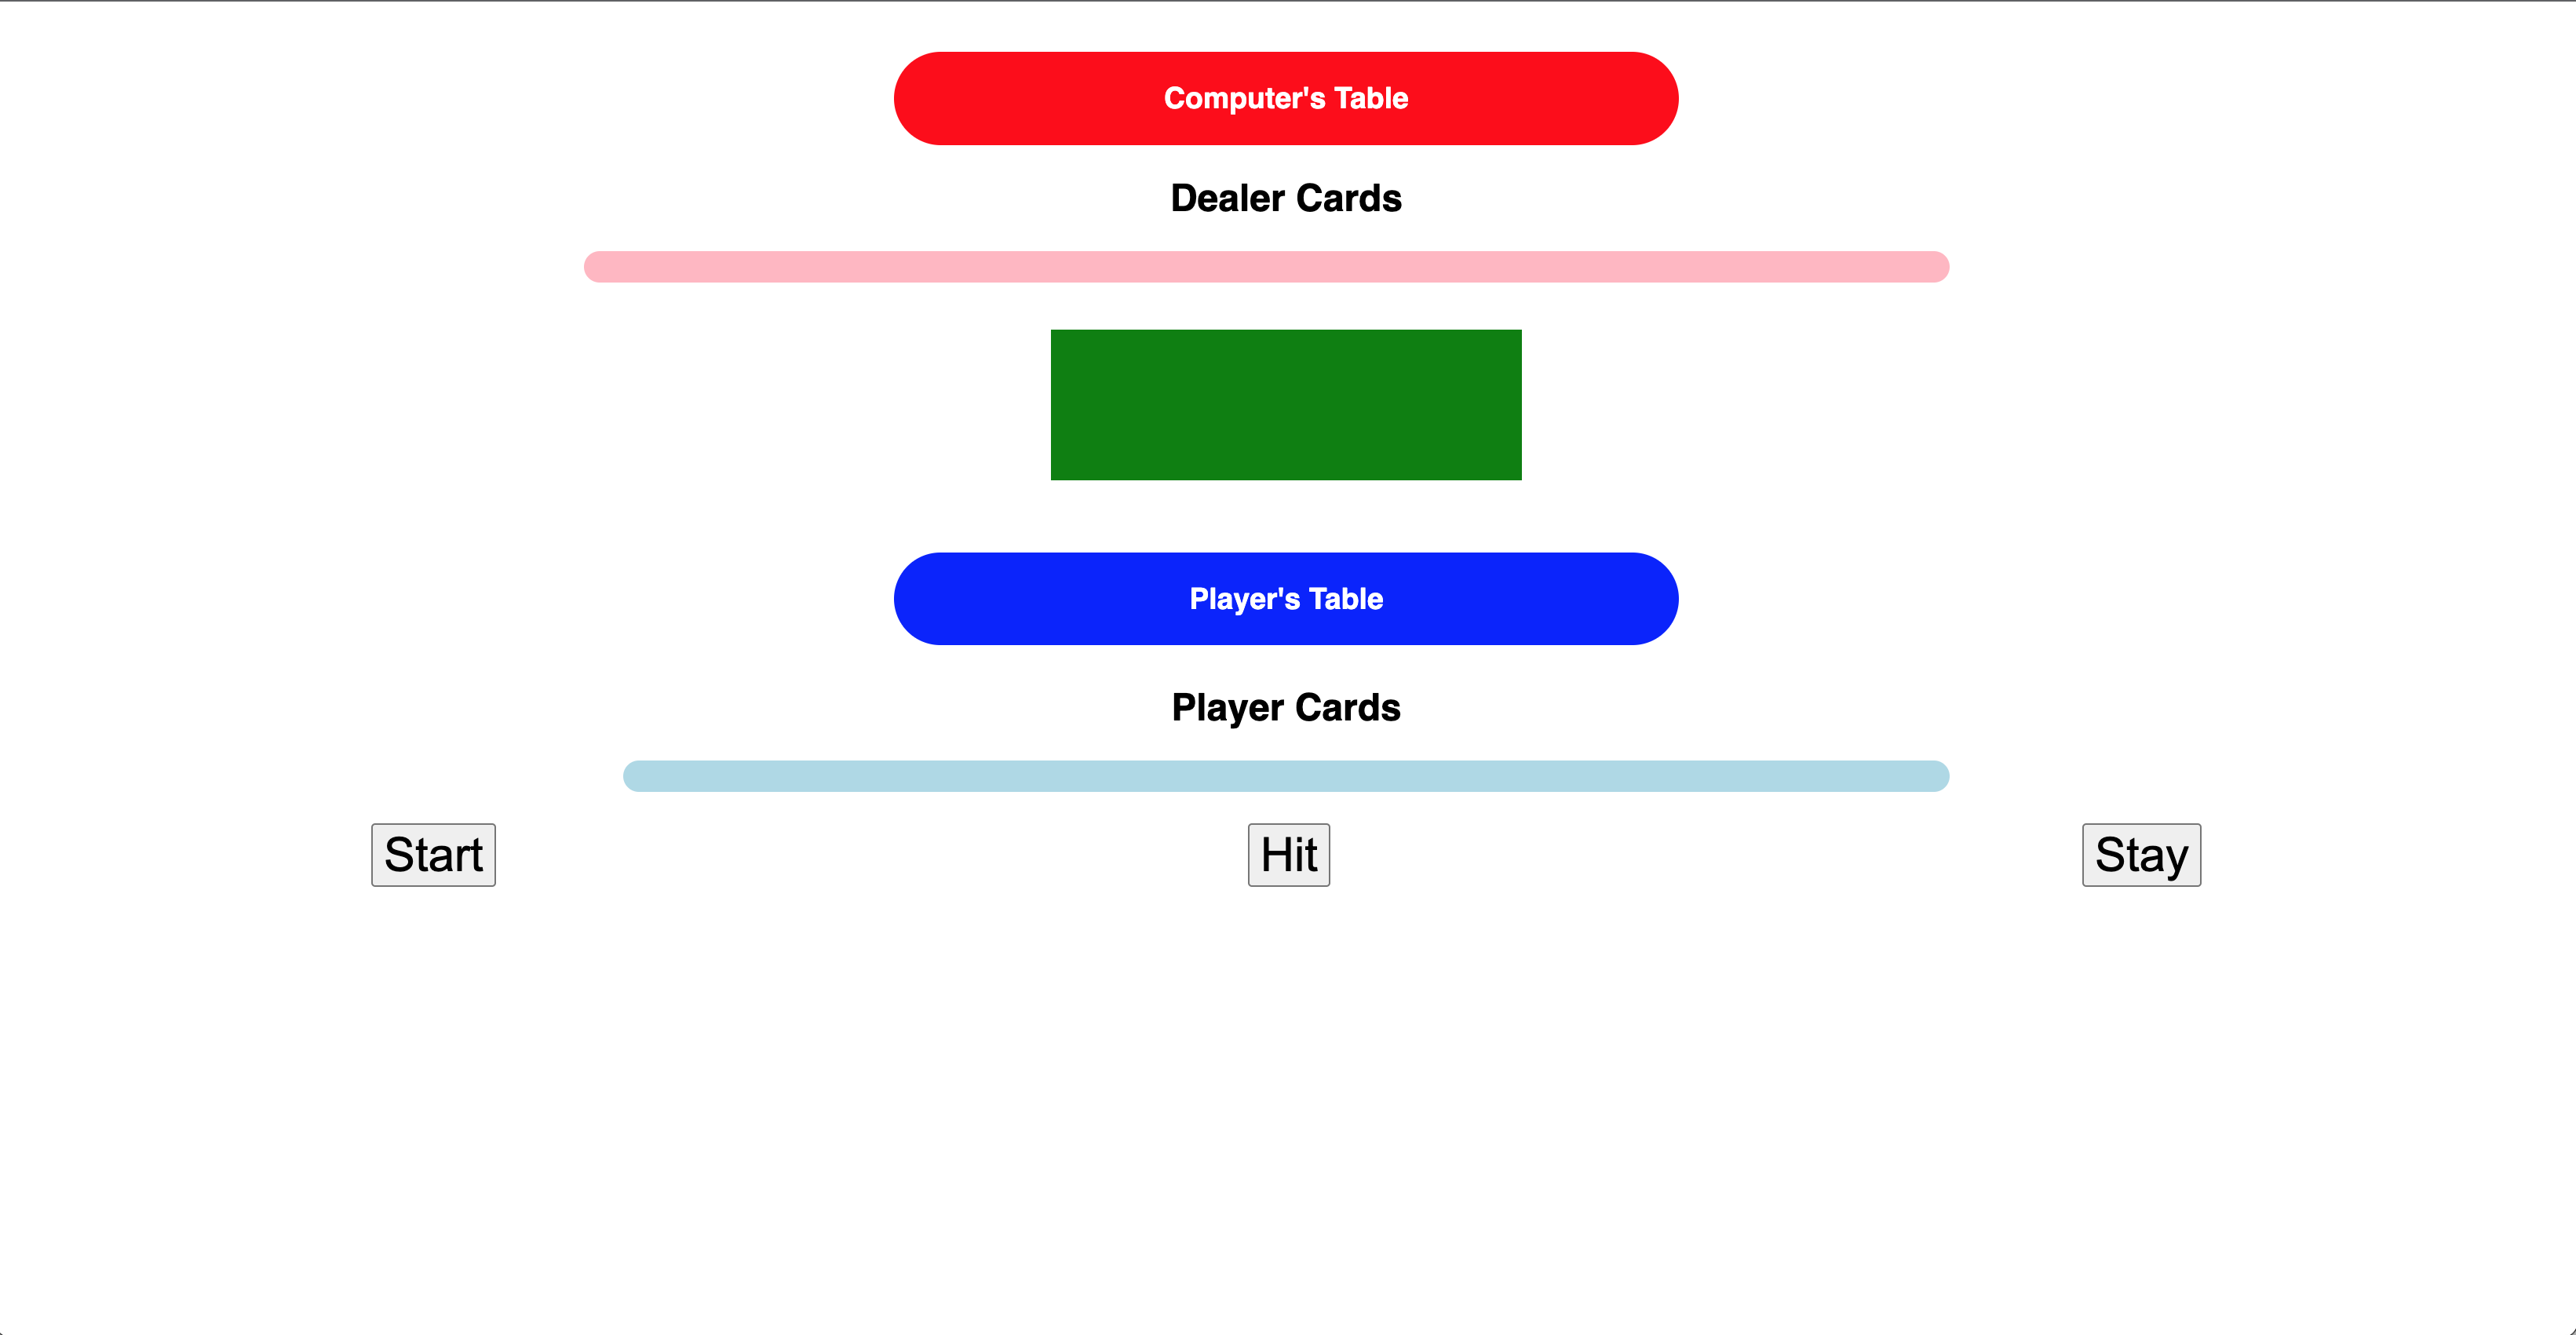 Computer's Table
Dealer Cards
Player's Table
Player Cards
Start Hit Stay